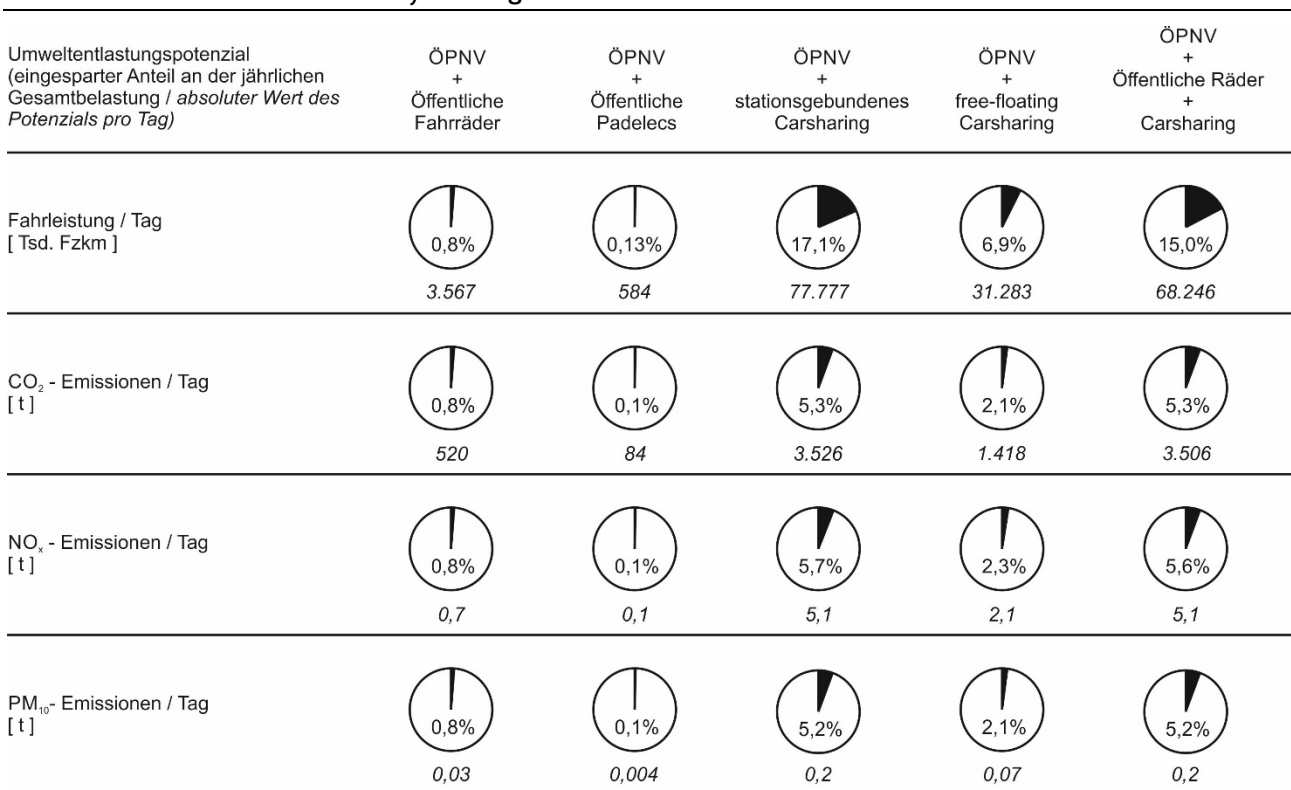 Umweltentlastungspotenzial
(eingesparter Anteil an der jährlichen
Gesamtbelastung / absoluter Wert des
Potenzials pro Tag)
ÖPNV
+
Öffentliche
Fahrräder
ÖPNV
+
Öffentliche
Padelecs
ÖPNV
+
stationsgebundenes
Carsharing
ÖPNV
+
free-floating
Carsharing
ÖPNV
+
Öffentliche Räder
+
Carsharing
Fahrleistung / Tag
[ Tsd. Fzkm ]
0,8% 0,13% 17,1% 6,9% 15,0%
3.567 584 77.777 31.283 68.246
CO₂ - Emissionen / Tag
[ t ]
0,8% 0,1% 5,3% 2,1% 5,3%
520 84 3.526 1.418 3.506
NOₓ - Emissionen / Tag
[ t ]
0,8% 0,1% 5,7% 2,3% 5,6%
0,7 0,1 5,1 2,1 5,1
PM₁₀- Emissionen / Tag
[ t ]
0,8% 0,1% 5,2% 2,1% 5,2%
0,03 0,004 0,2 0,07 0,2